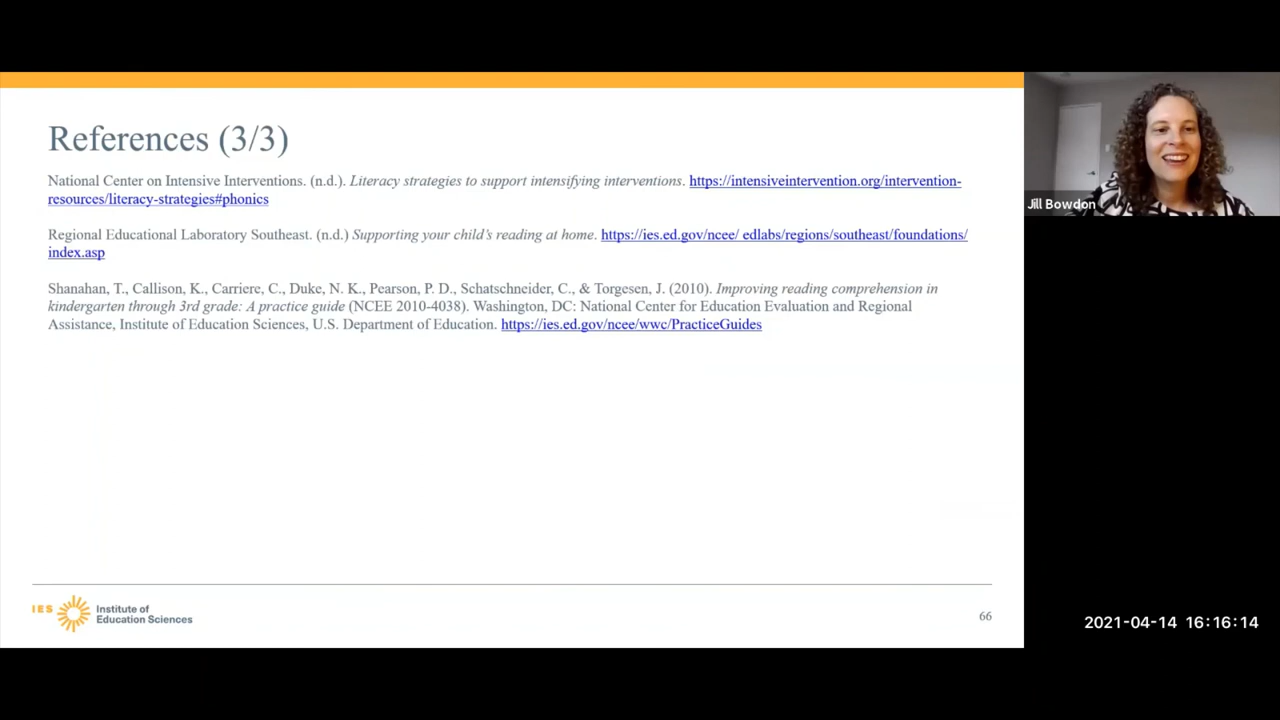 References (3/3)
National Center on Intensive Interventions. (n.d.). Literacy strategies to support intensifying interventions. https://intensiveintervention.org/intervention-
resources/literacy-strategies#phonics
Regional Educational Laboratory Southeast. (n.d.) Supporting your child's reading at home. https://ies.ed.gov/ncee/ edlabs/regions/southeast/foundations/
index.asp
Shanahan, T., Callison, K., Carriere, C., Duke, N. K., Pearson, P. D., Schatschneider, C., & Torgesen, J. (2010). Improving reading comprehension in
kindergarten through 3rd grade: A practice guide (NCEE 2010-4038). Washington, DC: National Center for Education Evaluation and Regional
Assistance, Institute of Education Sciences, U.S. Department of Education. https://ies.ed.gov/ncee/wwc/PracticeGuides
IES
Institute of
Education Sciences
66
Jill Bowdon
2021-04-14 16:16:14